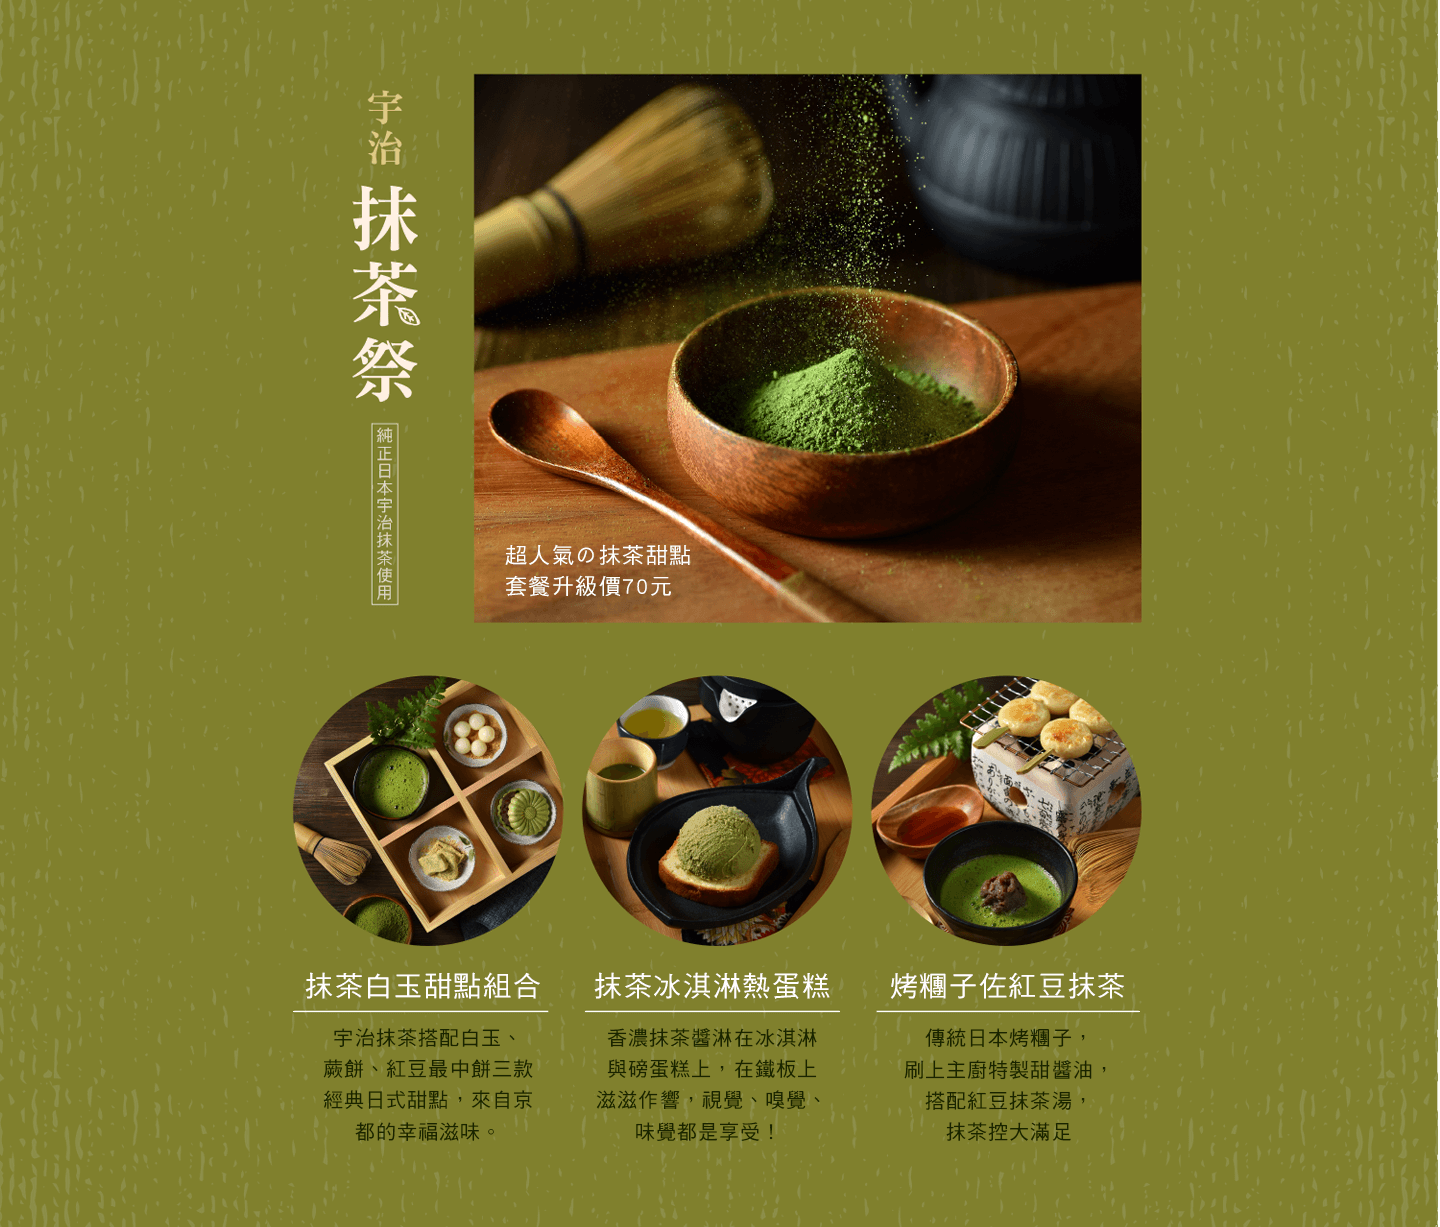 宇治
抹茶祭
純正日本宇治抹茶使用
超人氣の抹茶甜點
套餐升級價70元
抹茶白玉甜點組合
宇治抹茶搭配白玉、
蕨餅、紅豆最中餅三款
經典日式甜點，來自京
都的幸福滋味。
抹茶冰淇淋熱蛋糕
香濃抹茶醬淋在冰淇淋
與磅蛋糕上，在鐵板上
滋滋作響，視覺、嗅覺、
味覺都是享受！
烤糰子佐紅豆抹茶
傳統日本烤糰子，
刷上主廚特製甜醬油，
搭配紅豆抹茶湯，
抹茶控大滿足